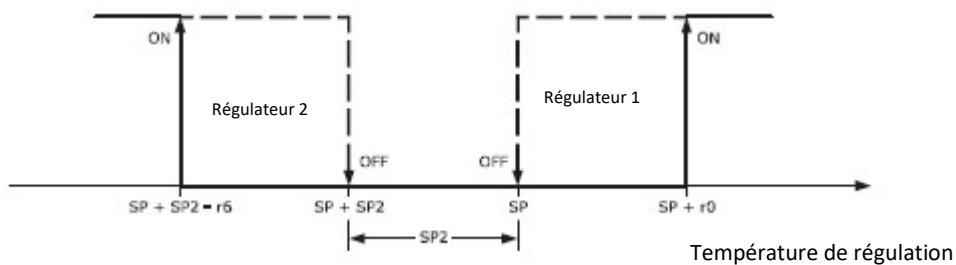 ON
ON
Régulateur 2
Régulateur 1
OFF
OFF
SP + SP2 = r6
SP + SP2
SP
SP + r0
SP2
Température de régulation